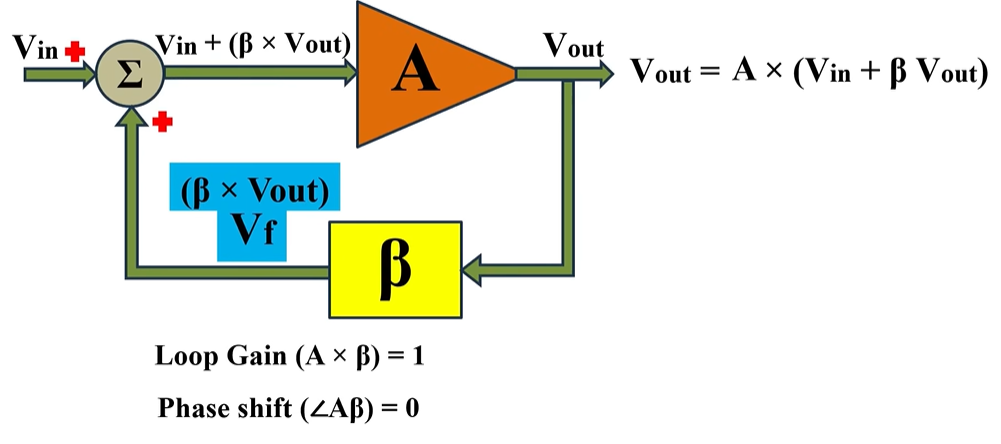 Vin +
Σ
Vin + (β × Vout)
A
Vout
Vout = A × (Vin + β Vout)
+
(β × Vout)
Vf
β
Loop Gain (A × β) = 1
Phase shift (∠Aβ) = 0